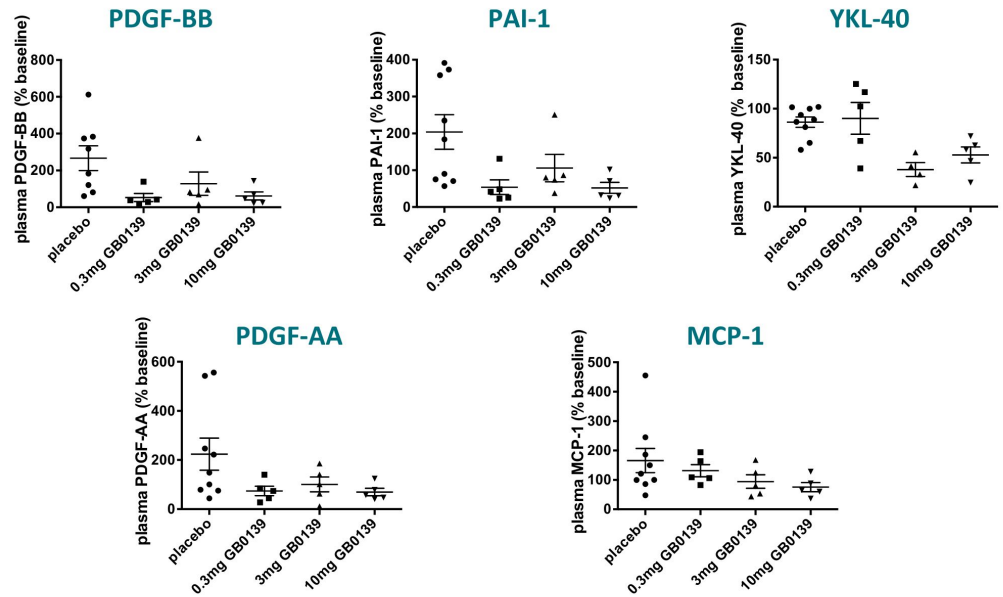 PDGF-BB
plasma PDGF-BB (% baseline)
800
600
400
200
0
placebo
0.3mg GB0139
3mg GB0139
10mg GB0139
PAI-1
plasma PAI-1 (% baseline)
400
300
200
100
0
placebo
0.3mg GB0139
3mg GB0139
10mg GB0139
YKL-40
plasma YKL-40 (% baseline)
150
100
50
0
placebo
0.3mg GB0139
3mg GB0139
10mg GB0139
PDGF-AA
plasma PDGF-AA (% baseline)
600
400
200
0
placebo
0.3mg GB0139
3mg GB0139
10mg GB0139
MCP-1
plasma MCP-1 (% baseline)
500
400
300
200
100
0
placebo
0.3mg GB0139
3mg GB0139
10mg GB0139